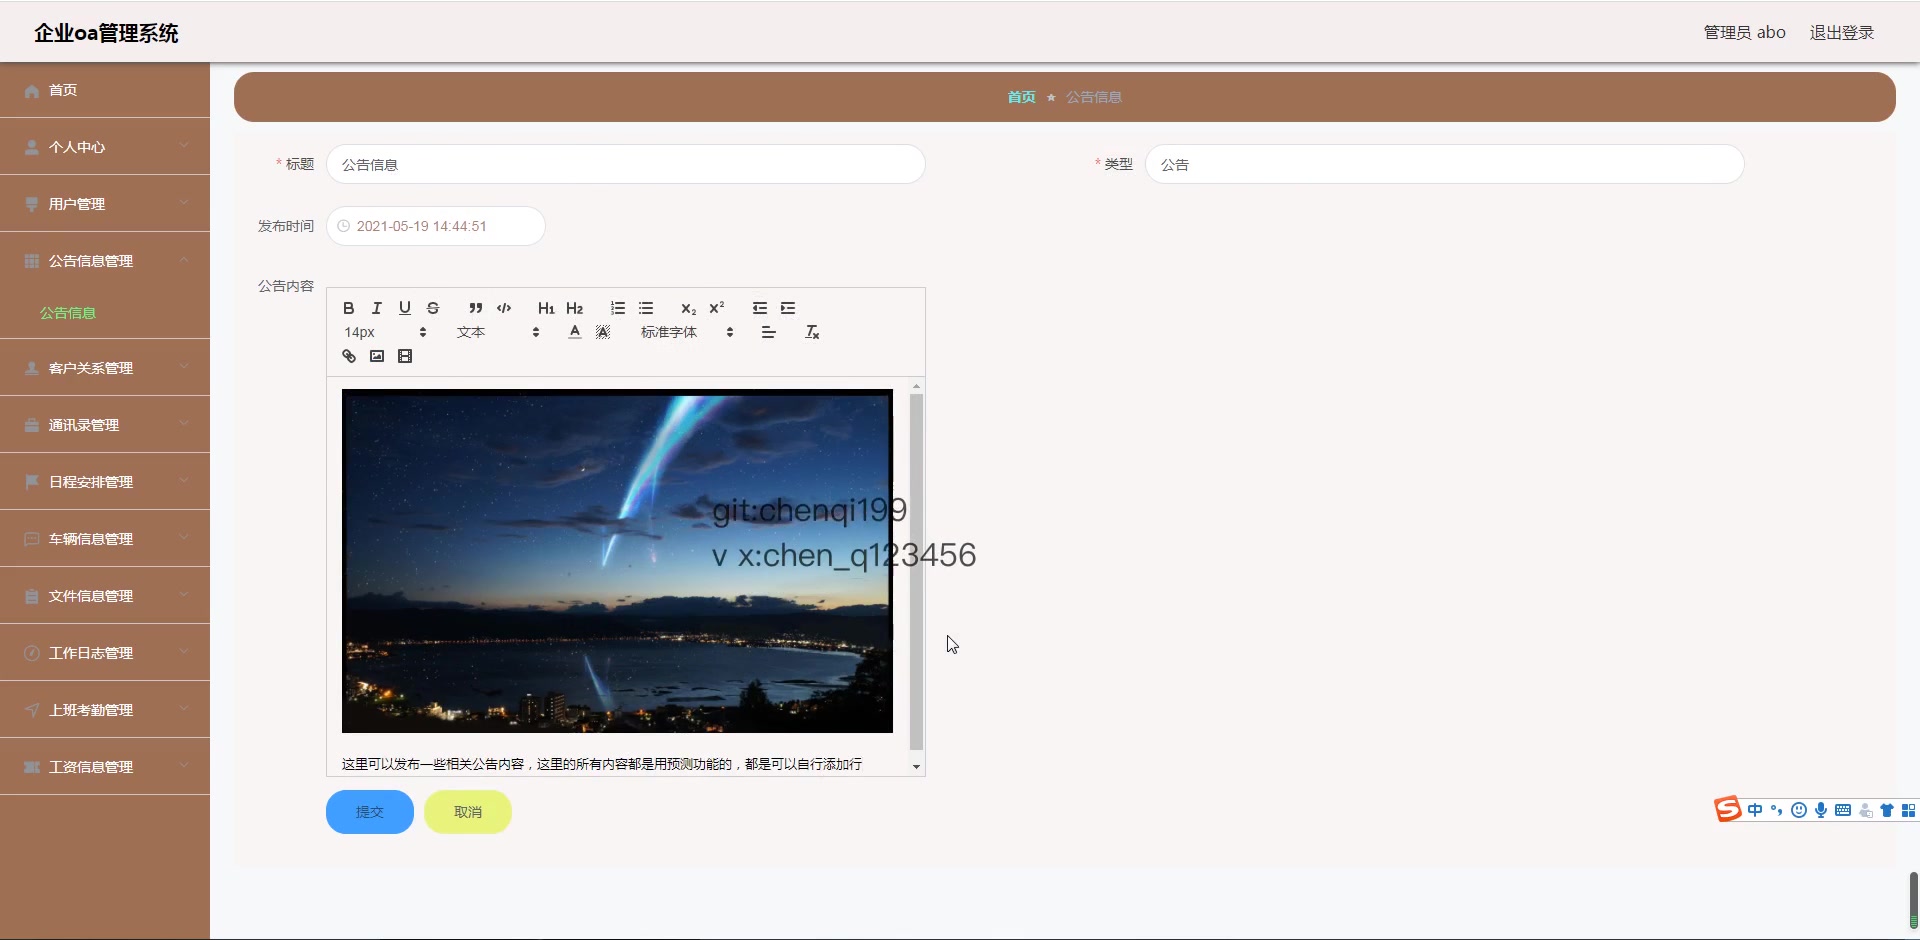 企业oa管理系统
管理员 abo 退出登录
首页
个人中心
用户管理
公告信息管理
公告信息
客户关系管理
通讯录管理
日程安排管理
车辆信息管理
文件信息管理
工作日志管理
上班考勤管理
工资信息管理
首页 ★ 公告信息
* 标题 公告信息
* 类型 公告
发布时间 2021-05-19 14:44:51
公告内容
B I U S ” </> H1 H2 x₂ x²
14px 文本 A A 标准字体
git:chenqi199
v x:chen_q123456
这里可以发布一些相关公告内容，这里的所有内容都是用预测功能的，都是可以自行添加行
提交 取消
S 中